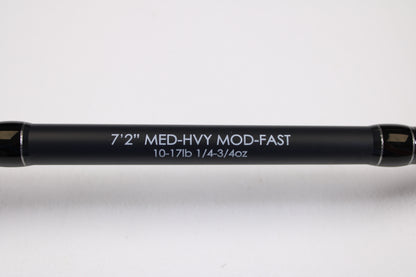 7'2" MED-HVY MOD-FAST
10-17lb 1/4-3/4oz